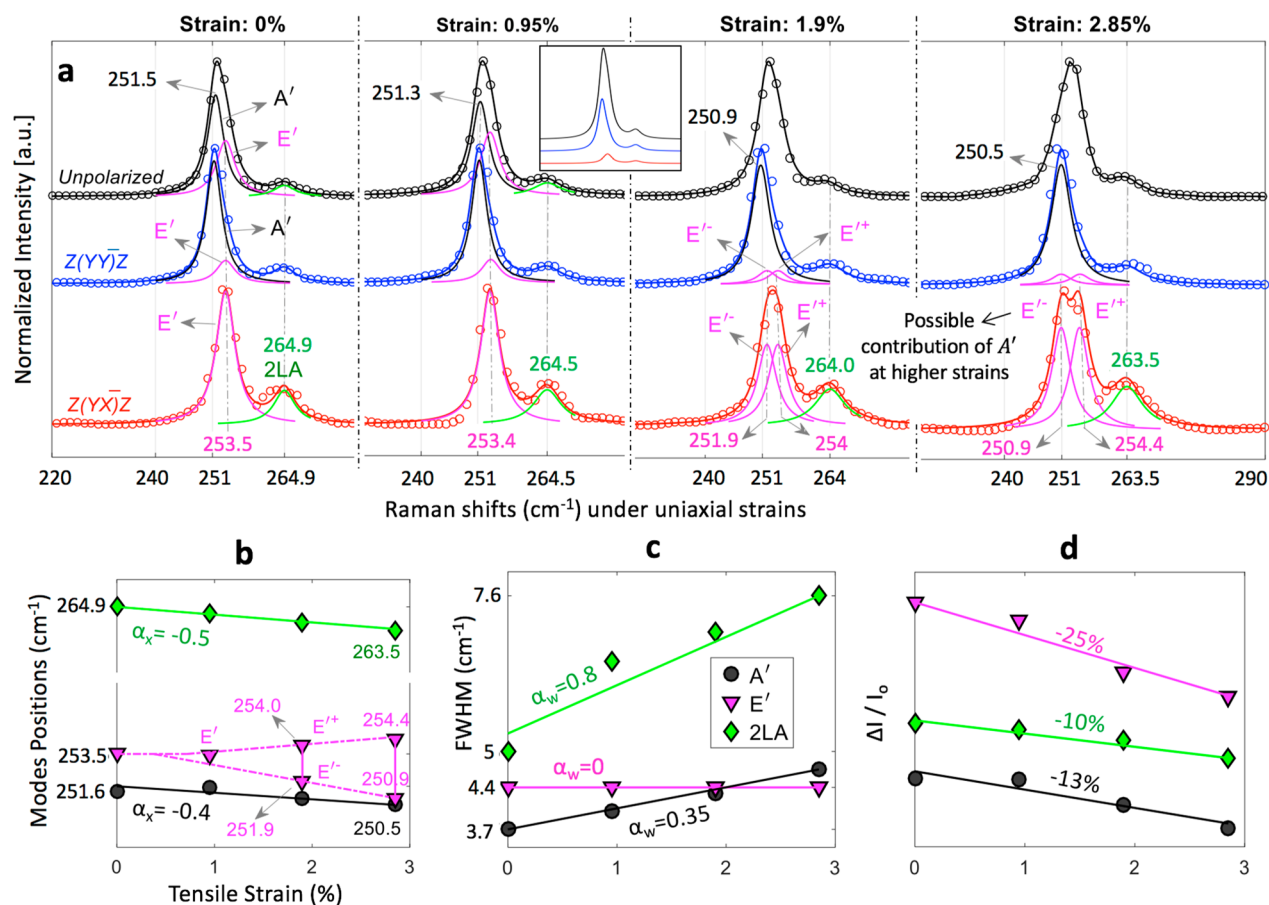 Strain: 0%
Strain: 0.95%
Strain: 1.9%
Strain: 2.85%
a
Normalized Intensity [a.u.]
251.5
A′
E′
Unpolarized
E′
A′
Z(YY)Z̅
E′
264.9
2LA
Z(YX)Z̅
253.5
251.3
264.5
253.4
250.9
E′-
E′+
E′-
E′+
264.0
251.9
254
250.5
Possible
contribution of A′
at higher strains
E′-
E′+
263.5
250.9
254.4
220
240
251
264.9
240
251
264.5
240
251
264
240
251
263.5
290
Raman shifts (cm⁻¹) under uniaxial strains
b
Modes Positions (cm⁻¹)
264.9
253.5
251.6
αx= -0.5
263.5
254.0
E′
E′+
254.4
E′-
250.9
αx= -0.4
251.9
250.5
0
1
2
3
Tensile Strain (%)
c
FWHM (cm⁻¹)
7.6
5
4.4
3.7
αw=0.8
A′
E′
2LA
αw=0
αw=0.35
0
1
2
3
d
ΔI / Io
-25%
-10%
-13%
0
1
2
3